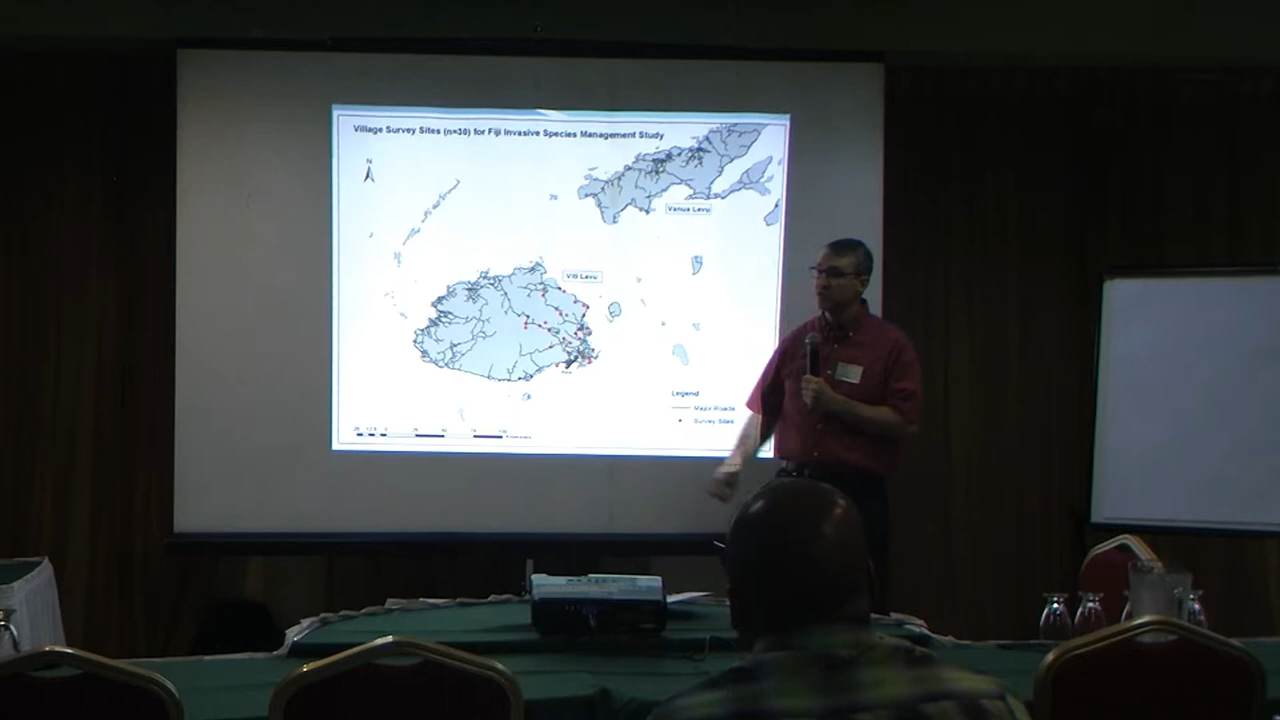 Village Survey Sites (n=30) for Fiji Invasive Species Management Study
N
Vanua Levu
Viti Levu
Legend
Major Roads
Survey Sites